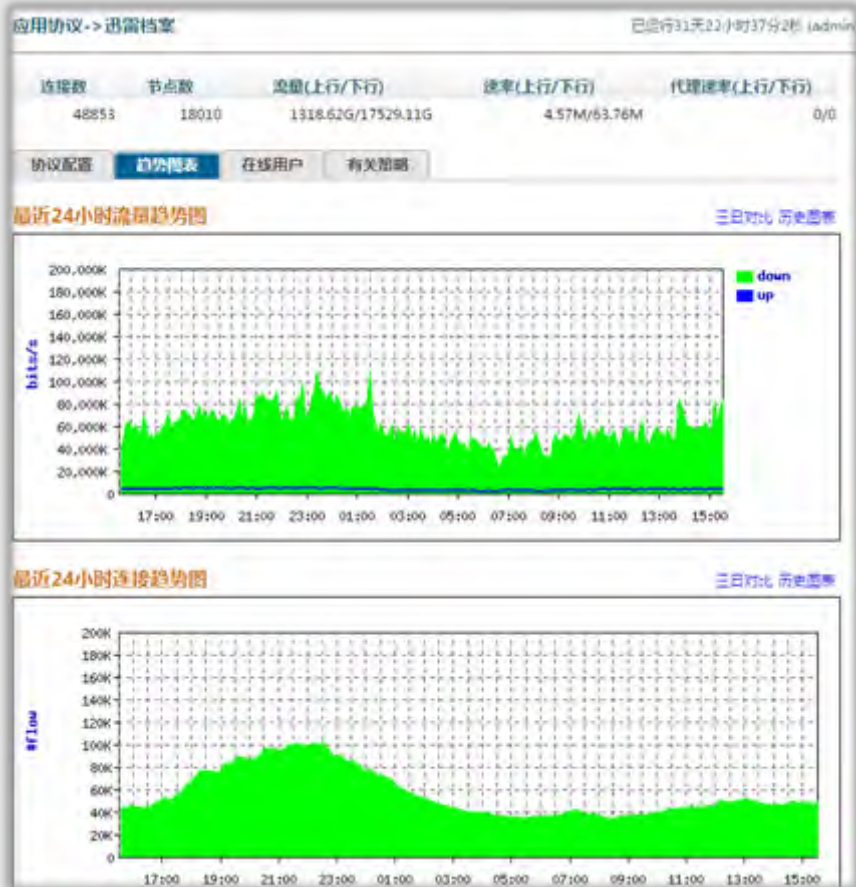 应用协议->迅雷档案 已运行31天22小时37分2秒 (admin
连接数 节点数 流量(上行/下行) 速率(上行/下行) 代理速率(上行/下行)
48853 18010 1318.62G/17529.11G 4.57M/63.76M 0/0
协议配置 趋势图表 在线用户 有关策略
最近24小时流量趋势图 三日对比 历史图表
200,000K
180,000K
160,000K
140,000K
120,000K
100,000K
80,000K
60,000K
40,000K
20,000K
0
bits/s
down
up
17:00 19:00 21:00 23:00 01:00 03:00 05:00 07:00 09:00 11:00 13:00 15:00
最近24小时连接趋势图 三日对比 历史图表
200K
180K
160K
140K
120K
100K
80K
60K
40K
20K
0
#flow
17:00 19:00 21:00 23:00 01:00 03:00 05:00 07:00 09:00 11:00 13:00 15:00